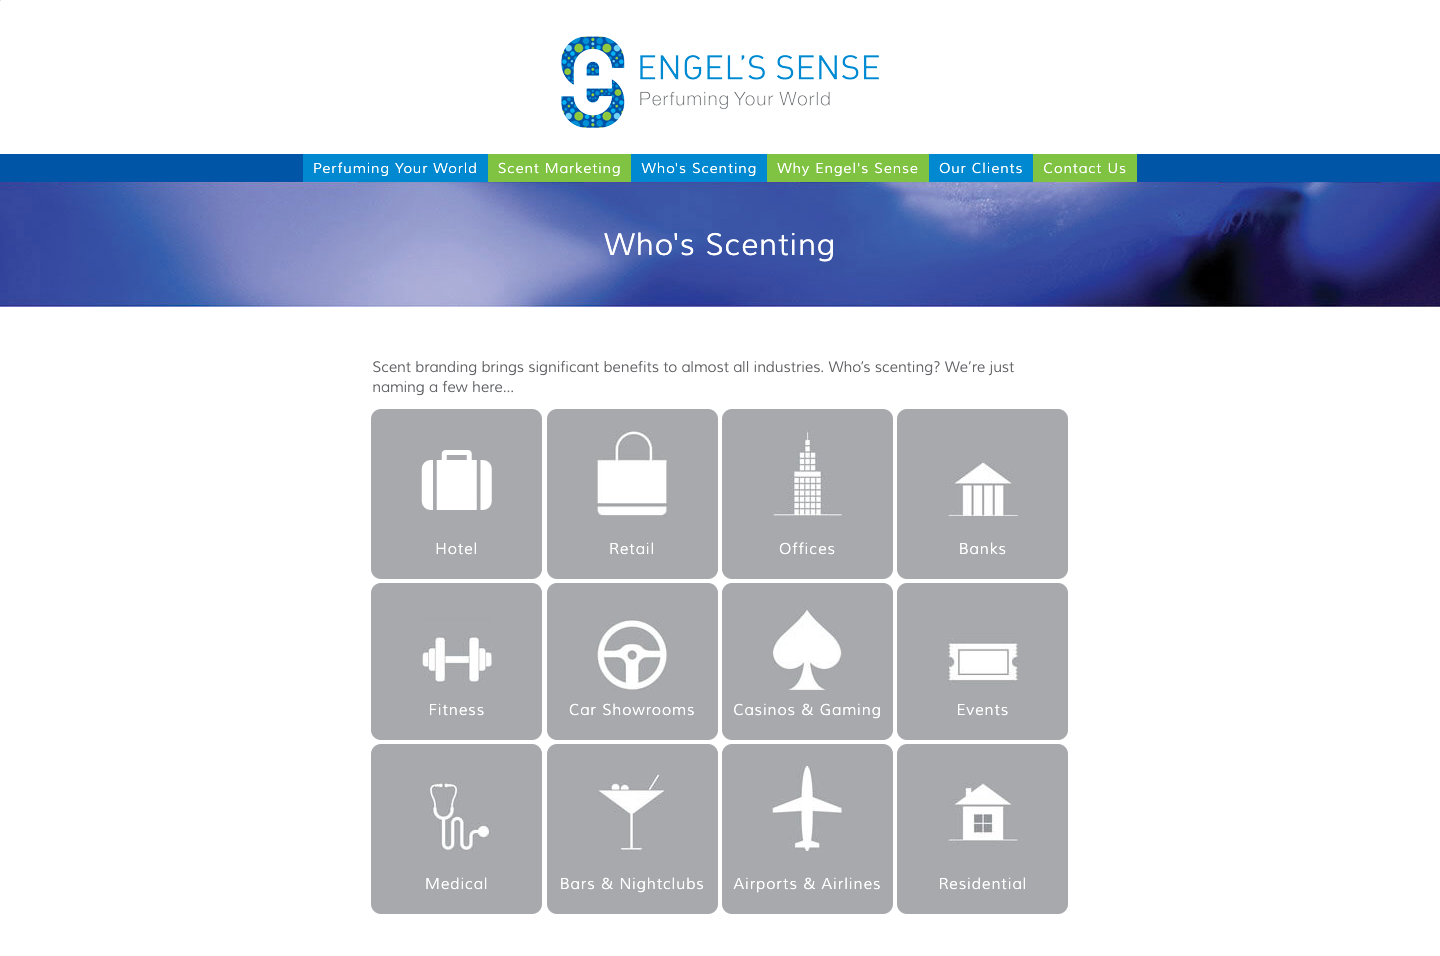 ENGEL'S SENSE
Perfuming Your World
Perfuming Your World Scent Marketing Who's Scenting Why Engel's Sense Our Clients Contact Us
Who's Scenting
Scent branding brings significant benefits to almost all industries. Who’s scenting? We’re just
naming a few here...
Hotel Retail Offices Banks
Fitness Car Showrooms Casinos & Gaming Events
Medical Bars & Nightclubs Airports & Airlines Residential